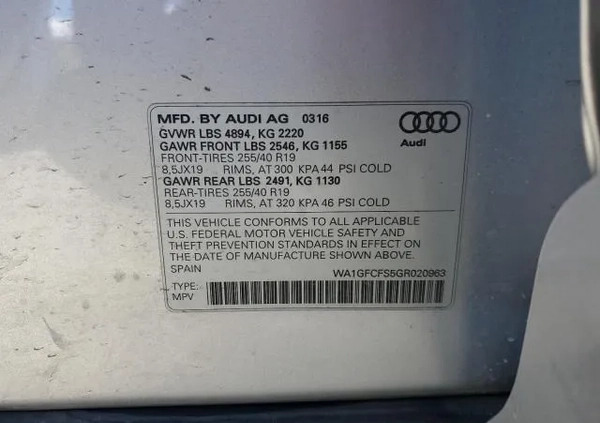 MFD. BY AUDI AG 0316
GVWR LBS 4894, KG 2220
GAWR FRONT LBS 2546, KG 1155
FRONT-TIRES 255/40 R19
8,5JX19 RIMS, AT 300 KPA 44 PSI COLD
GAWR REAR LBS 2491, KG 1130
REAR-TIRES 255/40 R19
8,5JX19 RIMS, AT 320 KPA 46 PSI COLD
Audi
THIS VEHICLE CONFORMS TO ALL APPLICABLE
U.S. FEDERAL MOTOR VEHICLE SAFETY AND
THEFT PREVENTION STANDARDS IN EFFECT ON THE
DATE OF MANUFACTURE SHOWN ABOVE.
SPAIN WA1GFCFS5GR020963
TYPE:
MPV